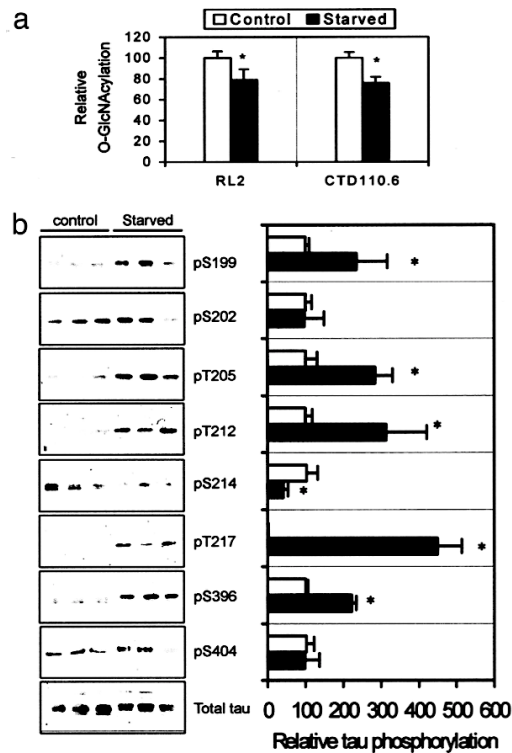 a
Control Starved
Relative
O-GlcNAcylation
120
100
80
60
40
20
0
* *
RL2 CTD110.6
b
control Starved
pS199 *
pS202
pT205 *
pT212 *
pS214 *
pT217 *
pS396 *
pS404
Total tau
0 100 200 300 400 500 600
Relative tau phosphorylation